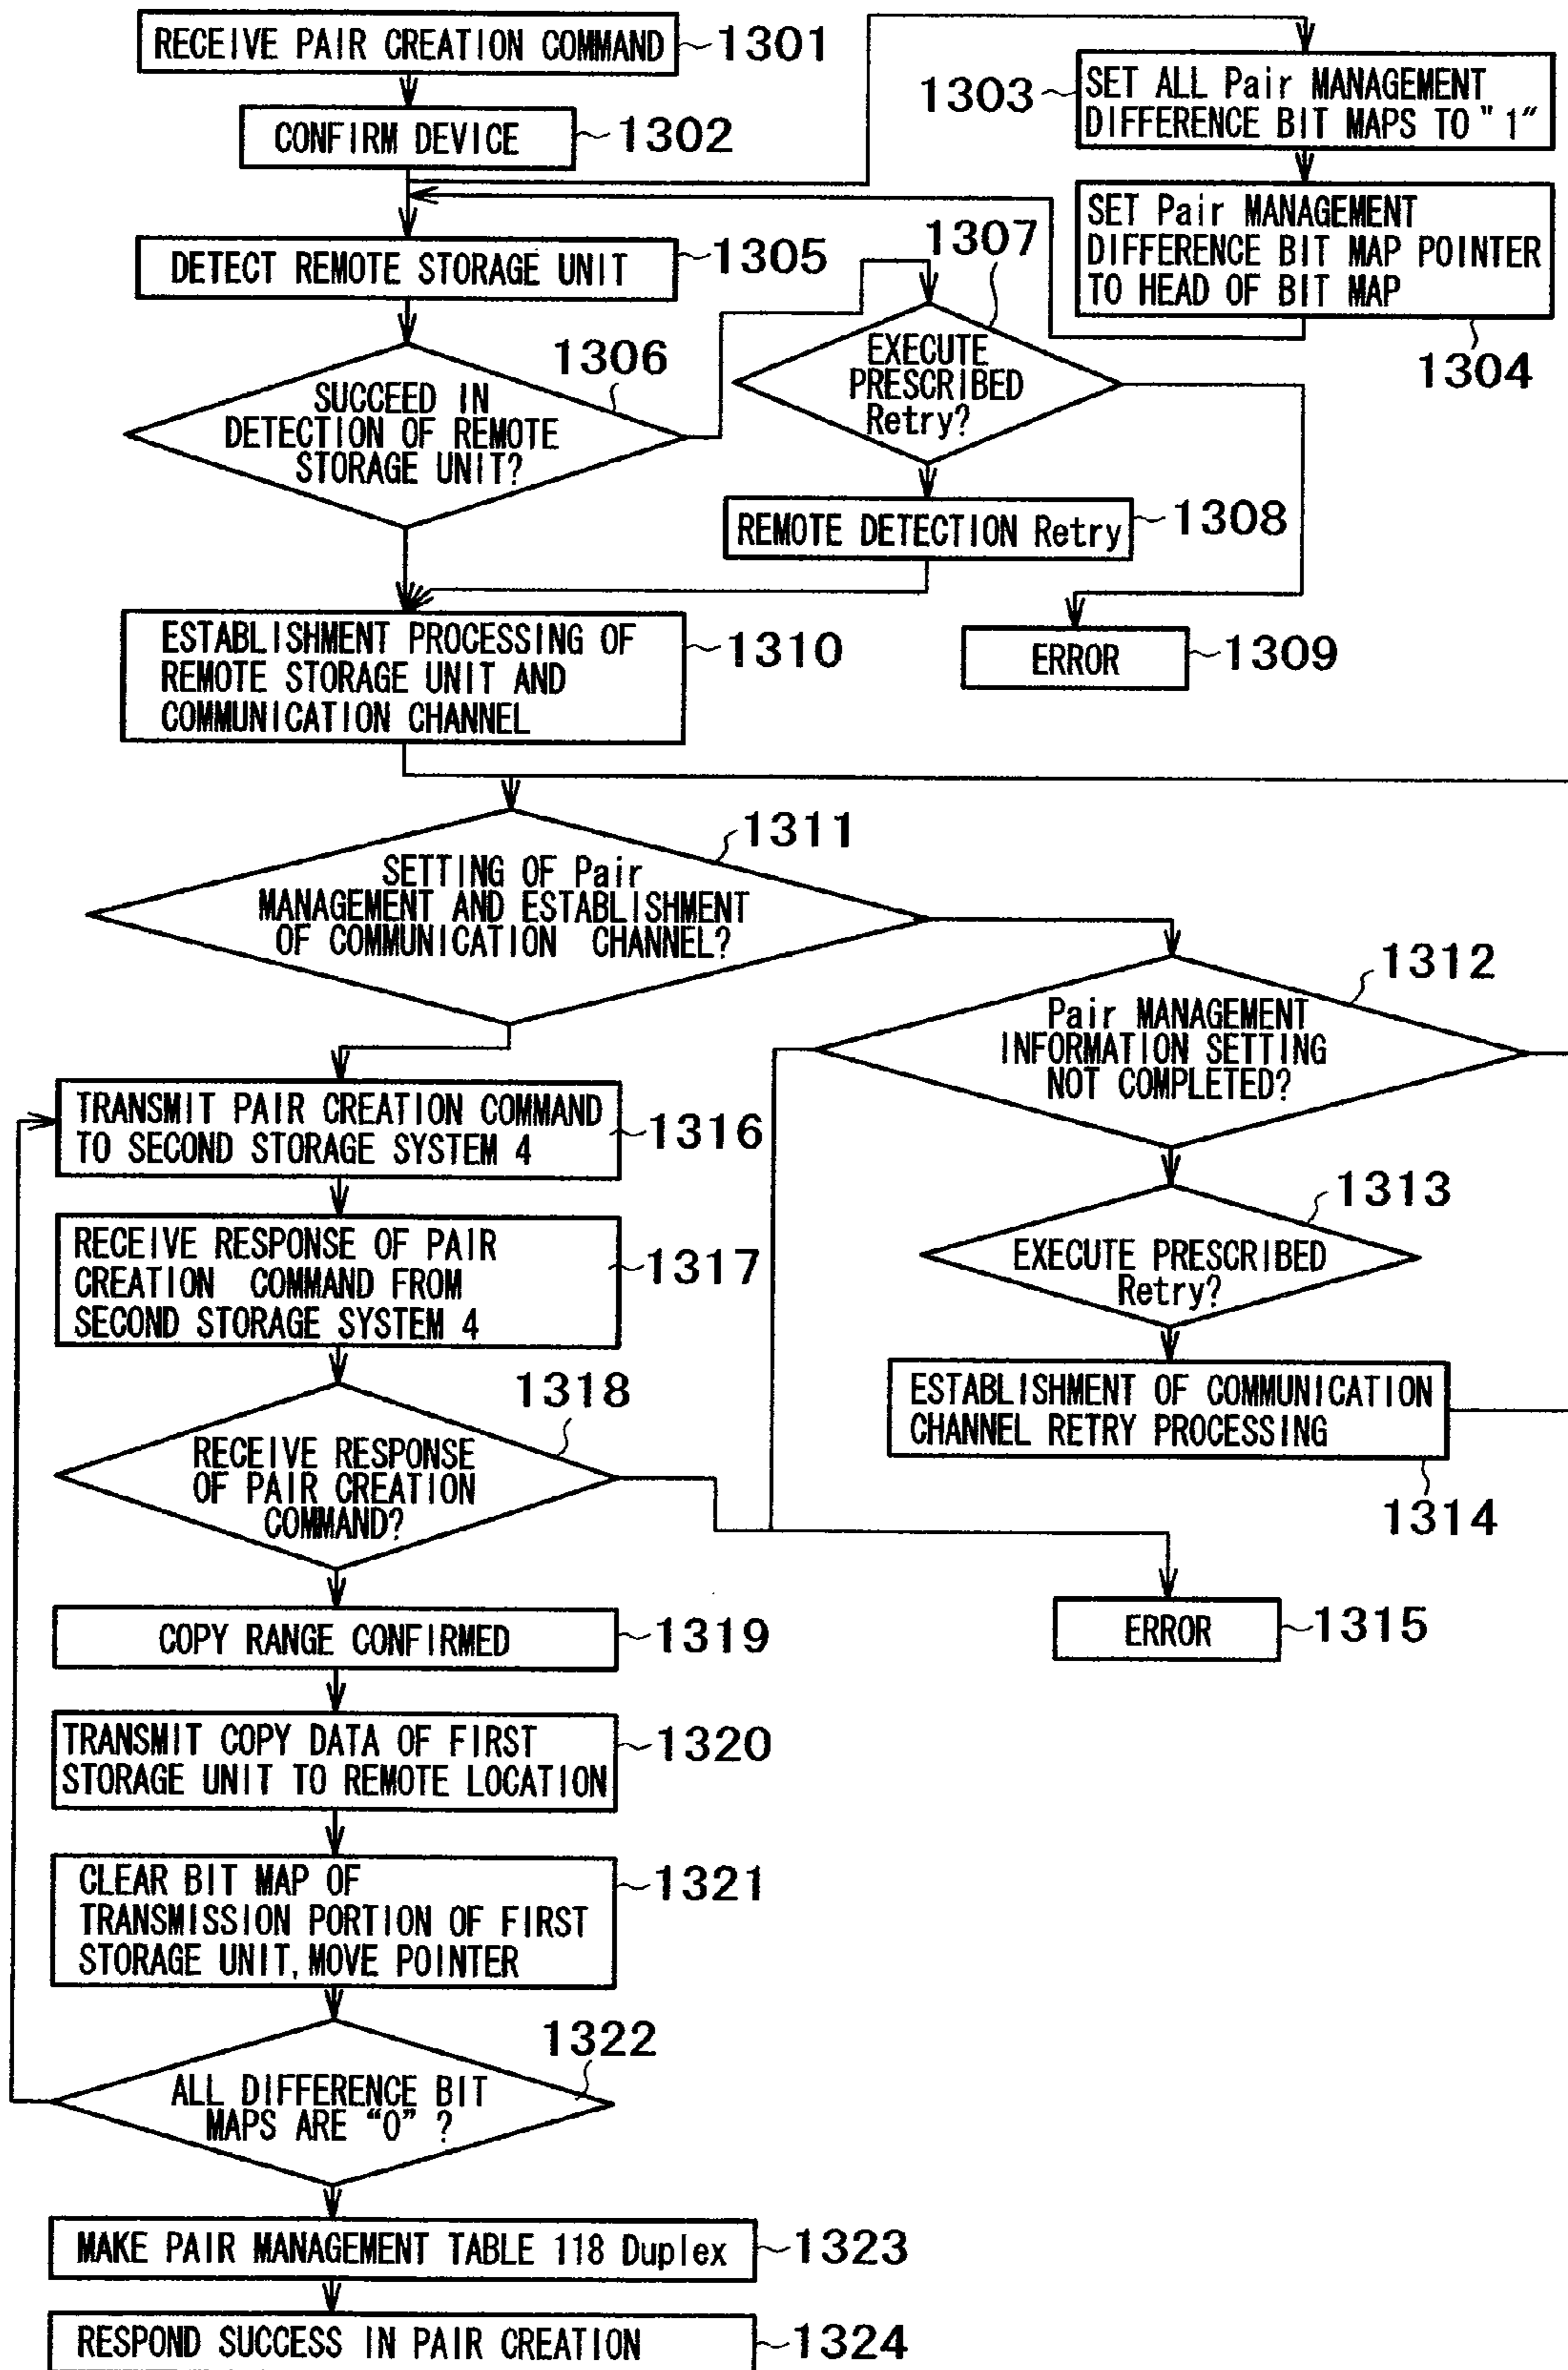 RECEIVE PAIR CREATION COMMAND
1301
CONFIRM DEVICE
1302
1303
SET ALL Pair MANAGEMENT
DIFFERENCE BIT MAPS TO "1"
SET Pair MANAGEMENT
DIFFERENCE BIT MAP POINTER
TO HEAD OF BIT MAP
1304
DETECT REMOTE STORAGE UNIT
1305
1306
SUCCEED IN
DETECTION OF REMOTE
STORAGE UNIT?
1307
EXECUTE
PRESCRIBED
Retry?
REMOTE DETECTION Retry
1308
ERROR
1309
ESTABLISHMENT PROCESSING OF
REMOTE STORAGE UNIT AND
COMMUNICATION CHANNEL
1310
1311
SETTING OF Pair
MANAGEMENT AND ESTABLISHMENT
OF COMMUNICATION CHANNEL?
1312
Pair MANAGEMENT
INFORMATION SETTING
NOT COMPLETED?
1313
EXECUTE PRESCRIBED
Retry?
ESTABLISHMENT OF COMMUNICATION
CHANNEL RETRY PROCESSING
1314
ERROR
1315
TRANSMIT PAIR CREATION COMMAND
TO SECOND STORAGE SYSTEM 4
1316
RECEIVE RESPONSE OF PAIR
CREATION COMMAND FROM
SECOND STORAGE SYSTEM 4
1317
1318
RECEIVE RESPONSE
OF PAIR CREATION
COMMAND?
COPY RANGE CONFIRMED
1319
TRANSMIT COPY DATA OF FIRST
STORAGE UNIT TO REMOTE LOCATION
1320
CLEAR BIT MAP OF
TRANSMISSION PORTION OF FIRST
STORAGE UNIT, MOVE POINTER
1321
1322
ALL DIFFERENCE BIT
MAPS ARE “0” ?
MAKE PAIR MANAGEMENT TABLE 118 Duplex
1323
RESPOND SUCCESS IN PAIR CREATION
1324